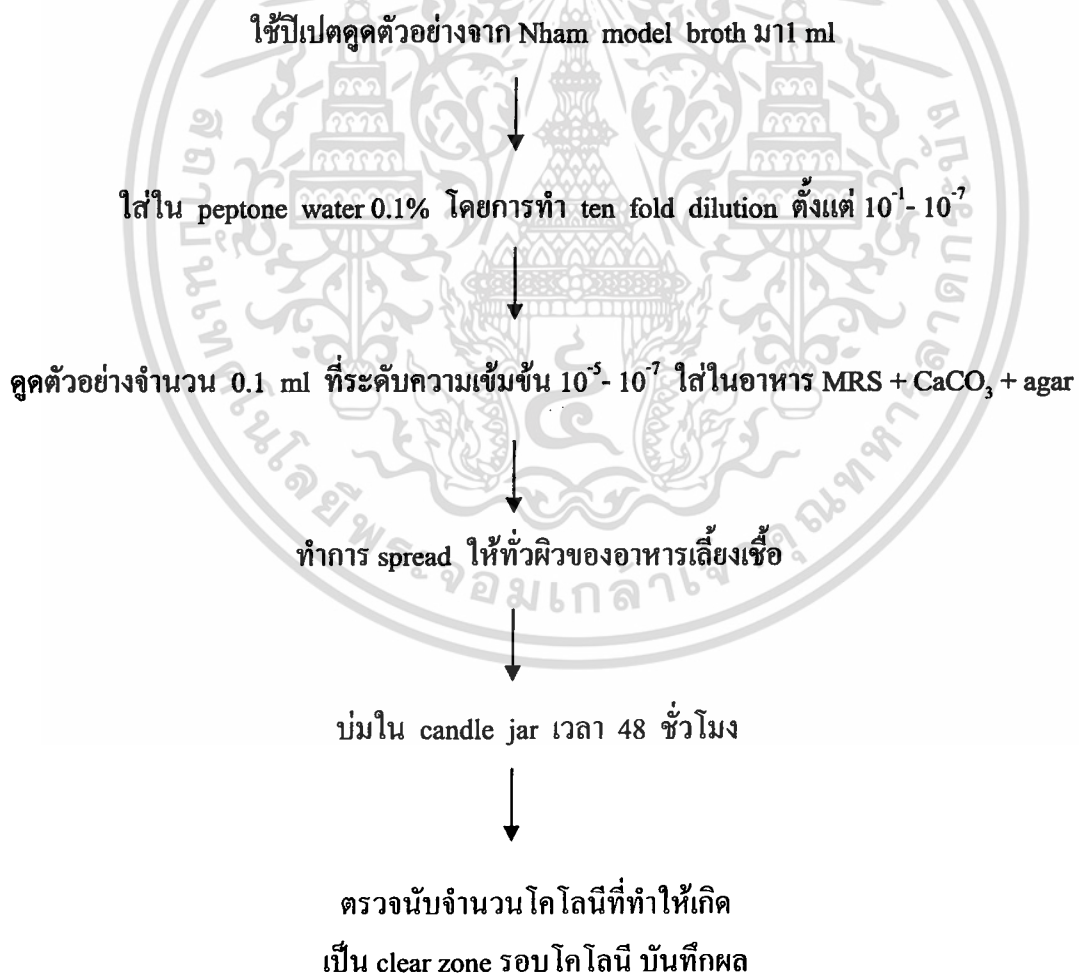 ใช้ปีเปตดูดตัวอย่างจาก Nham model broth มา1 ml
ใส่ใน peptone water 0.1% โดยการทำ ten fold dilution ตั้งแต่ 10⁻¹- 10⁻⁷
ดูดตัวอย่างจำนวน 0.1 ml ที่ระดับความเข้มข้น 10⁻⁵- 10⁻⁷ ใส่ในอาหาร MRS + CaCO₃ + agar
ทำการ spread ให้ทั่วผิวของอาหารเลี้ยงเชื้อ
บ่มใน candle jar เวลา 48 ชั่วโมง
ตรวจนับจำนวนโคโลนีที่ทำให้เกิด
เป็น clear zone รอบโคโลนี บันทึกผล